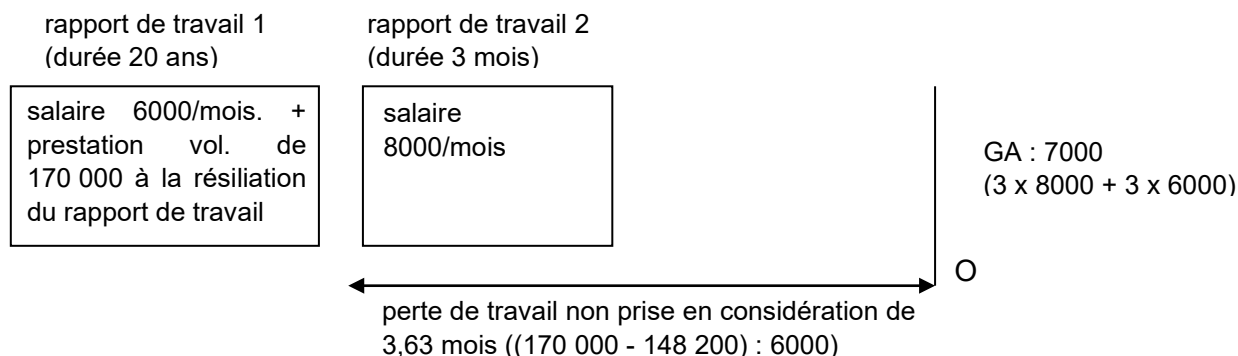 rapport de travail 1
(durée 20 ans)
rapport de travail 2
(durée 3 mois)
salaire 6000/mois. +
prestation vol. de
170 000 à la résiliation
du rapport de travail
salaire
8000/mois
GA : 7000
(3 x 8000 + 3 x 6000)
O
perte de travail non prise en considération de
3,63 mois ((170 000 - 148 200) : 6000)